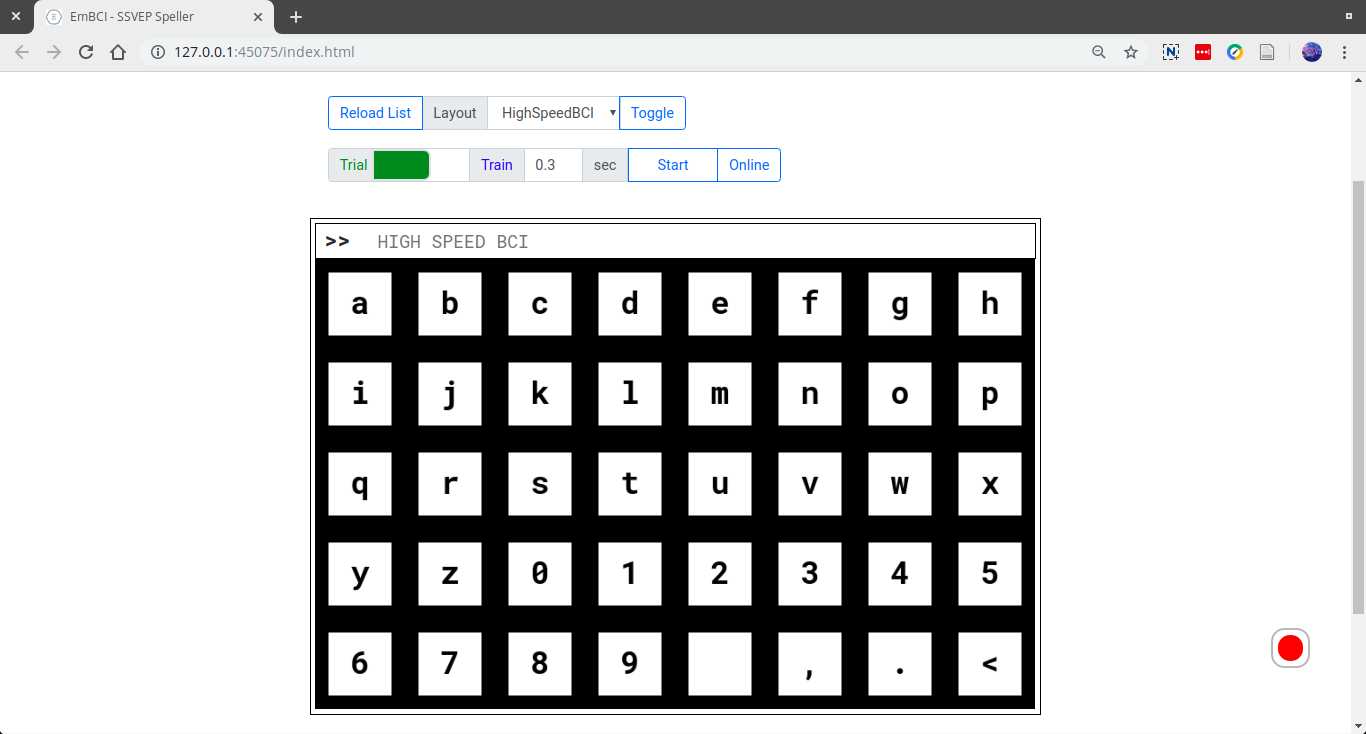 EmBCI - SSVEP Speller
127.0.0.1:45075/index.html
Reload List Layout HighSpeedBCI Toggle
Trial Train 0.3 sec Start Online
>> HIGH SPEED BCI
a b c d e f g h
i j k l m n o p
q r s t u v w x
y z 0 1 2 3 4 5
6 7 8 9 , . <